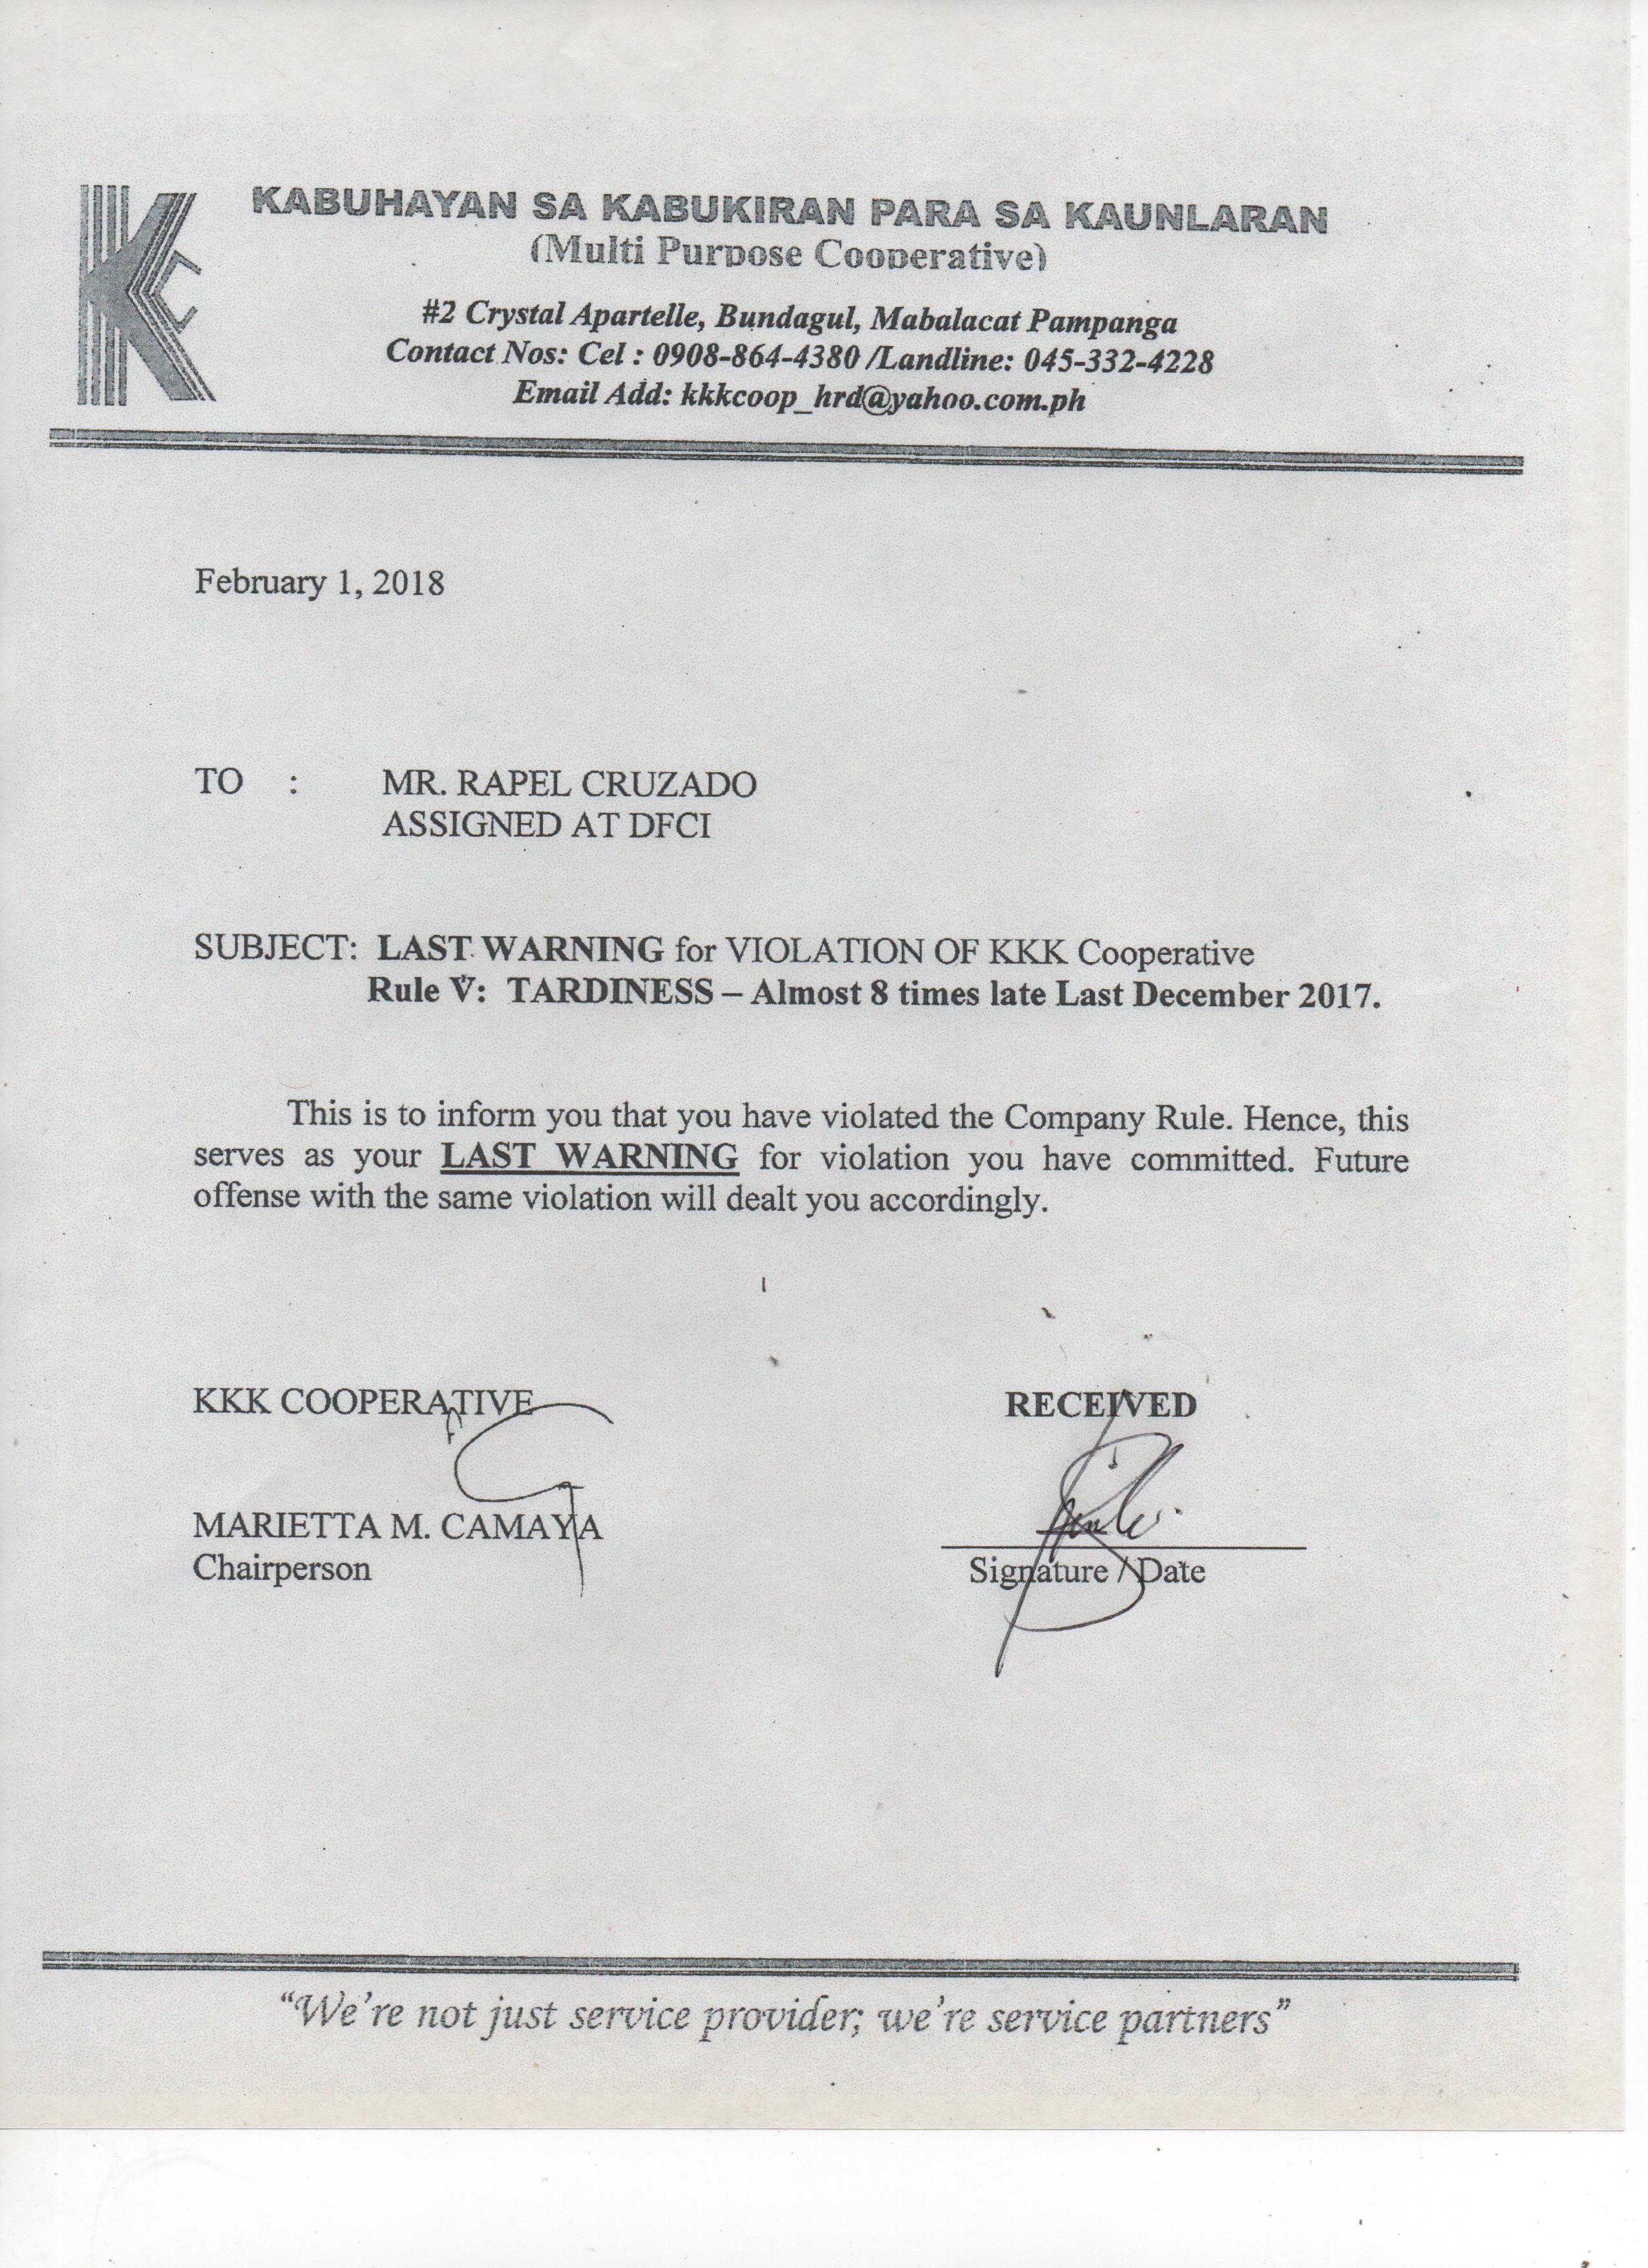 KABUHAYAN SA KABUKIRAN PARA SA KAUNLARAN
(Multi Purpose Cooperative)
#2 Crystal Apartelle, Bundagul, Mabalacat Pampanga
Contact Nos: Cel : 0908-864-4380 /Landline: 045-332-4228
Email Add: kkkcoop_hrd@yahoo.com.ph
February 1, 2018
TO : MR. RAPEL CRUZADO
ASSIGNED AT DFCI
SUBJECT: LAST WARNING for VIOLATION OF KKK Cooperative
Rule V: TARDINESS – Almost 8 times late Last December 2017.
This is to inform you that you have violated the Company Rule. Hence, this
serves as your LAST WARNING for violation you have committed. Future
offense with the same violation will dealt you accordingly.
KKK COOPERATIVE
RECEIVED
MARIETTA M. CAMAYA
Chairperson
Signature / Date
“We’re not just service provider; we’re service partners”